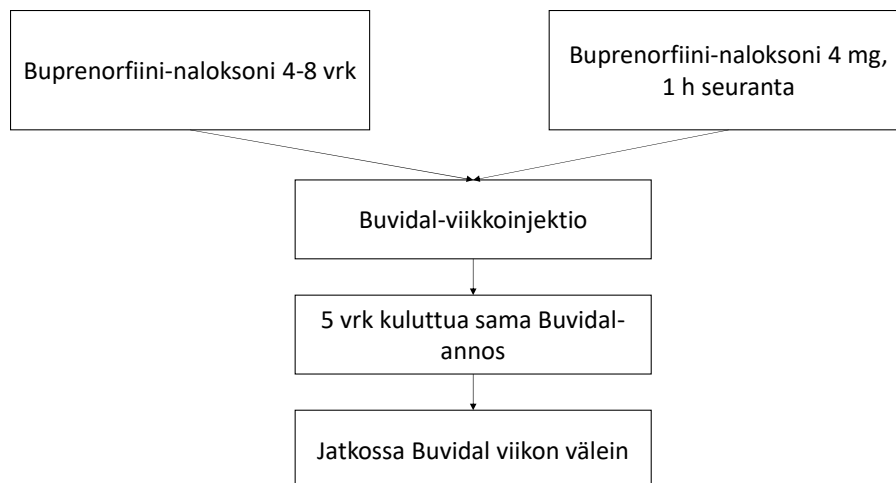 Buprenorfiini-naloksoni 4-8 vrk
Buprenorfiini-naloksoni 4 mg,
1 h seuranta
Buvidal-viikkoinjektio
5 vrk kuluttua sama Buvidal-
annos
Jatkossa Buvidal viikon välein